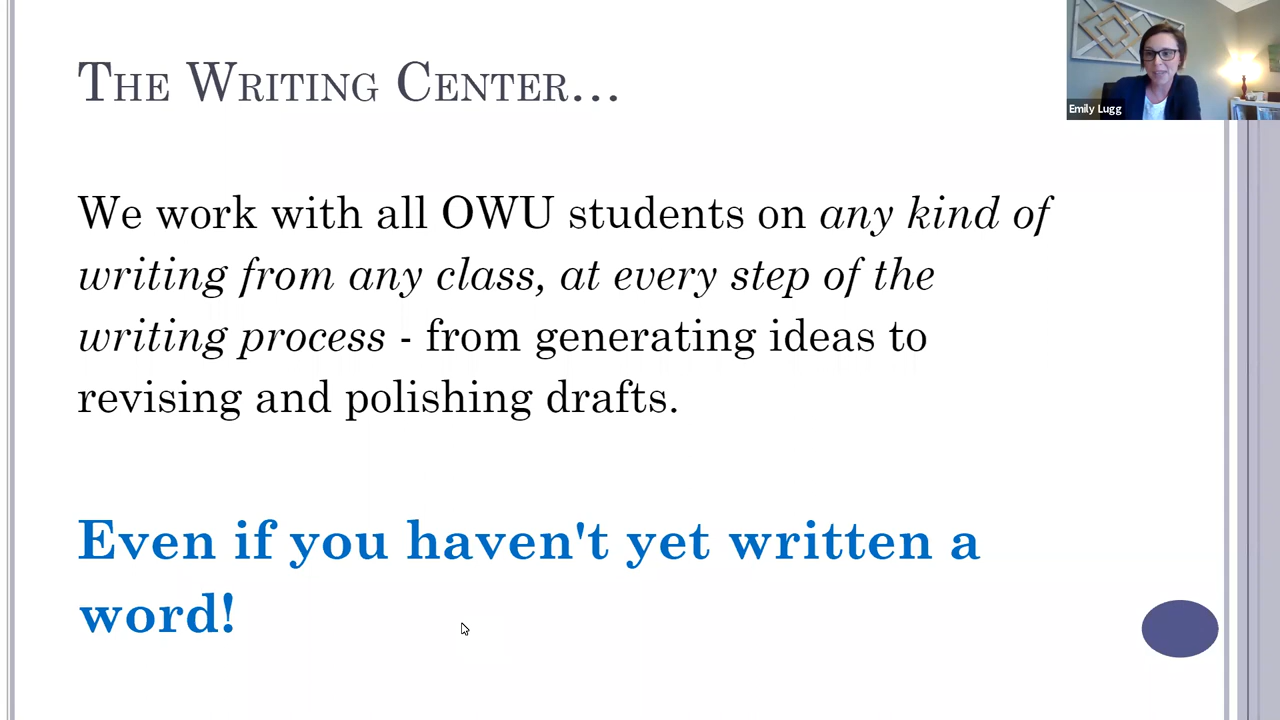 The Writing Center…
Emily Lugg
We work with all OWU students on any kind of
writing from any class, at every step of the
writing process - from generating ideas to
revising and polishing drafts.
Even if you haven't yet written a
word!